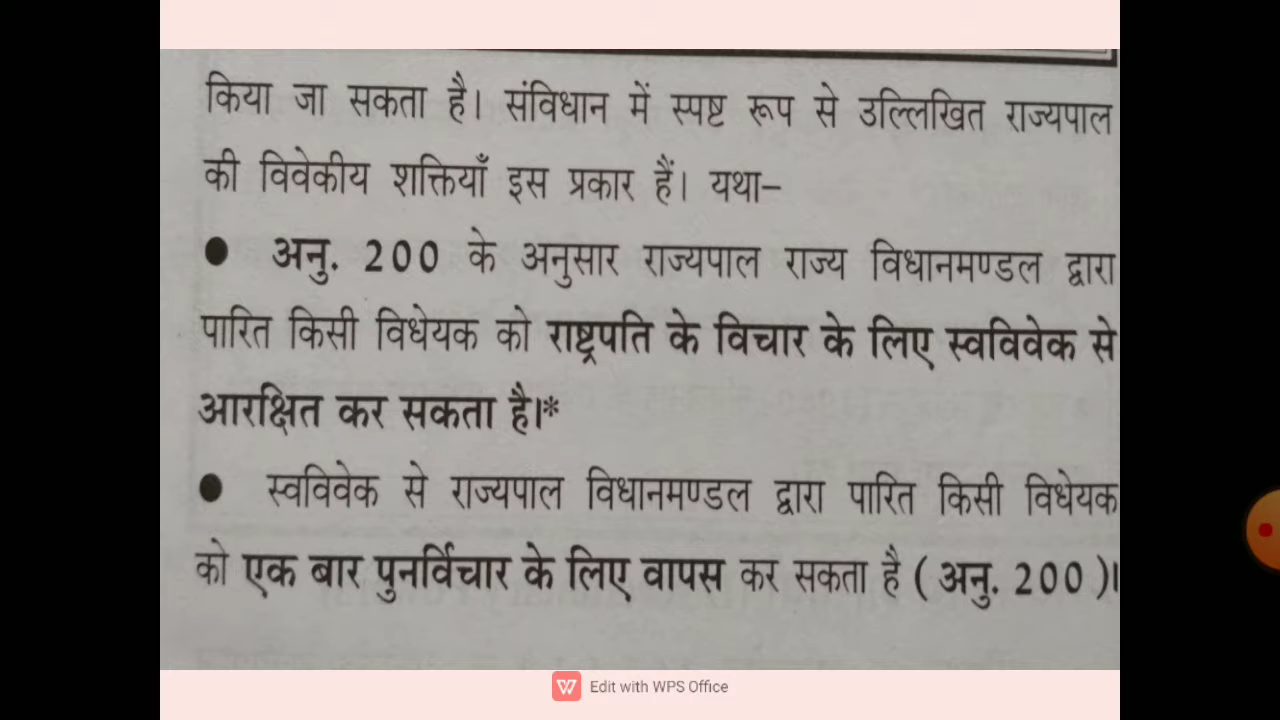 किया जा सकता है। संविधान में स्पष्ट रूप से उल्लिखित राज्यपाल
की विवेकीय शक्तियाँ इस प्रकार हैं। यथा–
● अनु. 200 के अनुसार राज्यपाल राज्य विधानमण्डल द्वारा
पारित किसी विधेयक को राष्ट्रपति के विचार के लिए स्वविवेक से
आरक्षित कर सकता है।*
● स्वविवेक से राज्यपाल विधानमण्डल द्वारा पारित किसी विधेयक
को एक बार पुनर्विचार के लिए वापस कर सकता है ( अनु. 200 )।
Edit with WPS Office